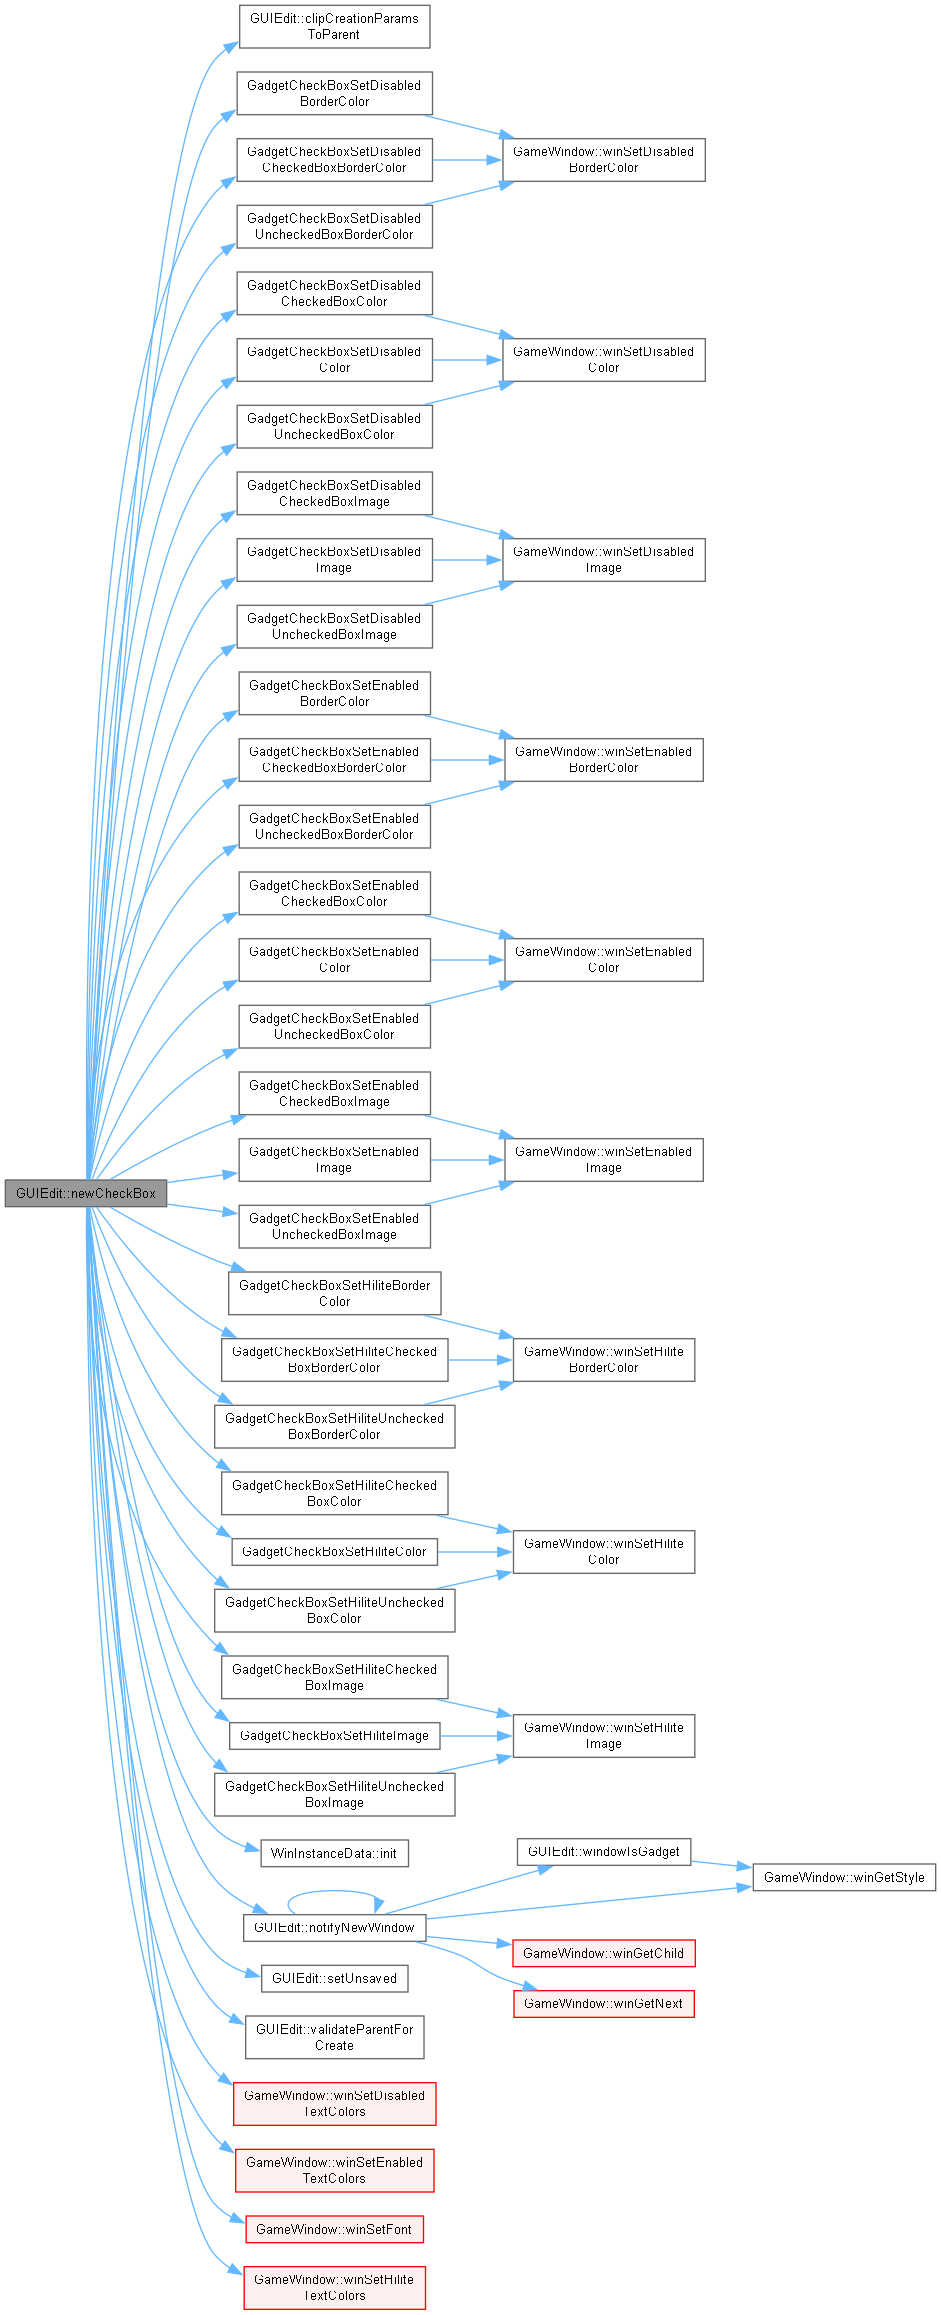 GUIEdit::clipCreationParams
ToParent
GadgetCheckBoxSetDisabled
BorderColor
GadgetCheckBoxSetDisabled
CheckedBoxBorderColor
GameWindow::winSetDisabled
BorderColor
GadgetCheckBoxSetDisabled
UncheckedBoxBorderColor
GadgetCheckBoxSetDisabled
CheckedBoxColor
GadgetCheckBoxSetDisabled
Color
GameWindow::winSetDisabled
Color
GadgetCheckBoxSetDisabled
UncheckedBoxColor
GadgetCheckBoxSetDisabled
CheckedBoxImage
GadgetCheckBoxSetDisabled
Image
GameWindow::winSetDisabled
Image
GadgetCheckBoxSetDisabled
UncheckedBoxImage
GadgetCheckBoxSetEnabled
BorderColor
GadgetCheckBoxSetEnabled
CheckedBoxBorderColor
GameWindow::winSetEnabled
BorderColor
GadgetCheckBoxSetEnabled
UncheckedBoxBorderColor
GadgetCheckBoxSetEnabled
CheckedBoxColor
GadgetCheckBoxSetEnabled
Color
GameWindow::winSetEnabled
Color
GadgetCheckBoxSetEnabled
UncheckedBoxColor
GadgetCheckBoxSetEnabled
CheckedBoxImage
GadgetCheckBoxSetEnabled
Image
GameWindow::winSetEnabled
Image
GUIEdit::newCheckBox
GadgetCheckBoxSetEnabled
UncheckedBoxImage
GadgetCheckBoxSetHiliteBorder
Color
GadgetCheckBoxSetHiliteChecked
BoxBorderColor
GameWindow::winSetHilite
BorderColor
GadgetCheckBoxSetHiliteUnchecked
BoxBorderColor
GadgetCheckBoxSetHiliteChecked
BoxColor
GadgetCheckBoxSetHiliteColor
GameWindow::winSetHilite
Color
GadgetCheckBoxSetHiliteUnchecked
BoxColor
GadgetCheckBoxSetHiliteChecked
BoxImage
GadgetCheckBoxSetHiliteImage
GameWindow::winSetHilite
Image
GadgetCheckBoxSetHiliteUnchecked
BoxImage
WinInstanceData::init
GUIEdit::windowIsGadget
GameWindow::winGetStyle
GUIEdit::notifyNewWindow
GameWindow::winGetChild
GUIEdit::setUnsaved
GameWindow::winGetNext
GUIEdit::validateParentFor
Create
GameWindow::winSetDisabled
TextColors
GameWindow::winSetEnabled
TextColors
GameWindow::winSetFont
GameWindow::winSetHilite
TextColors